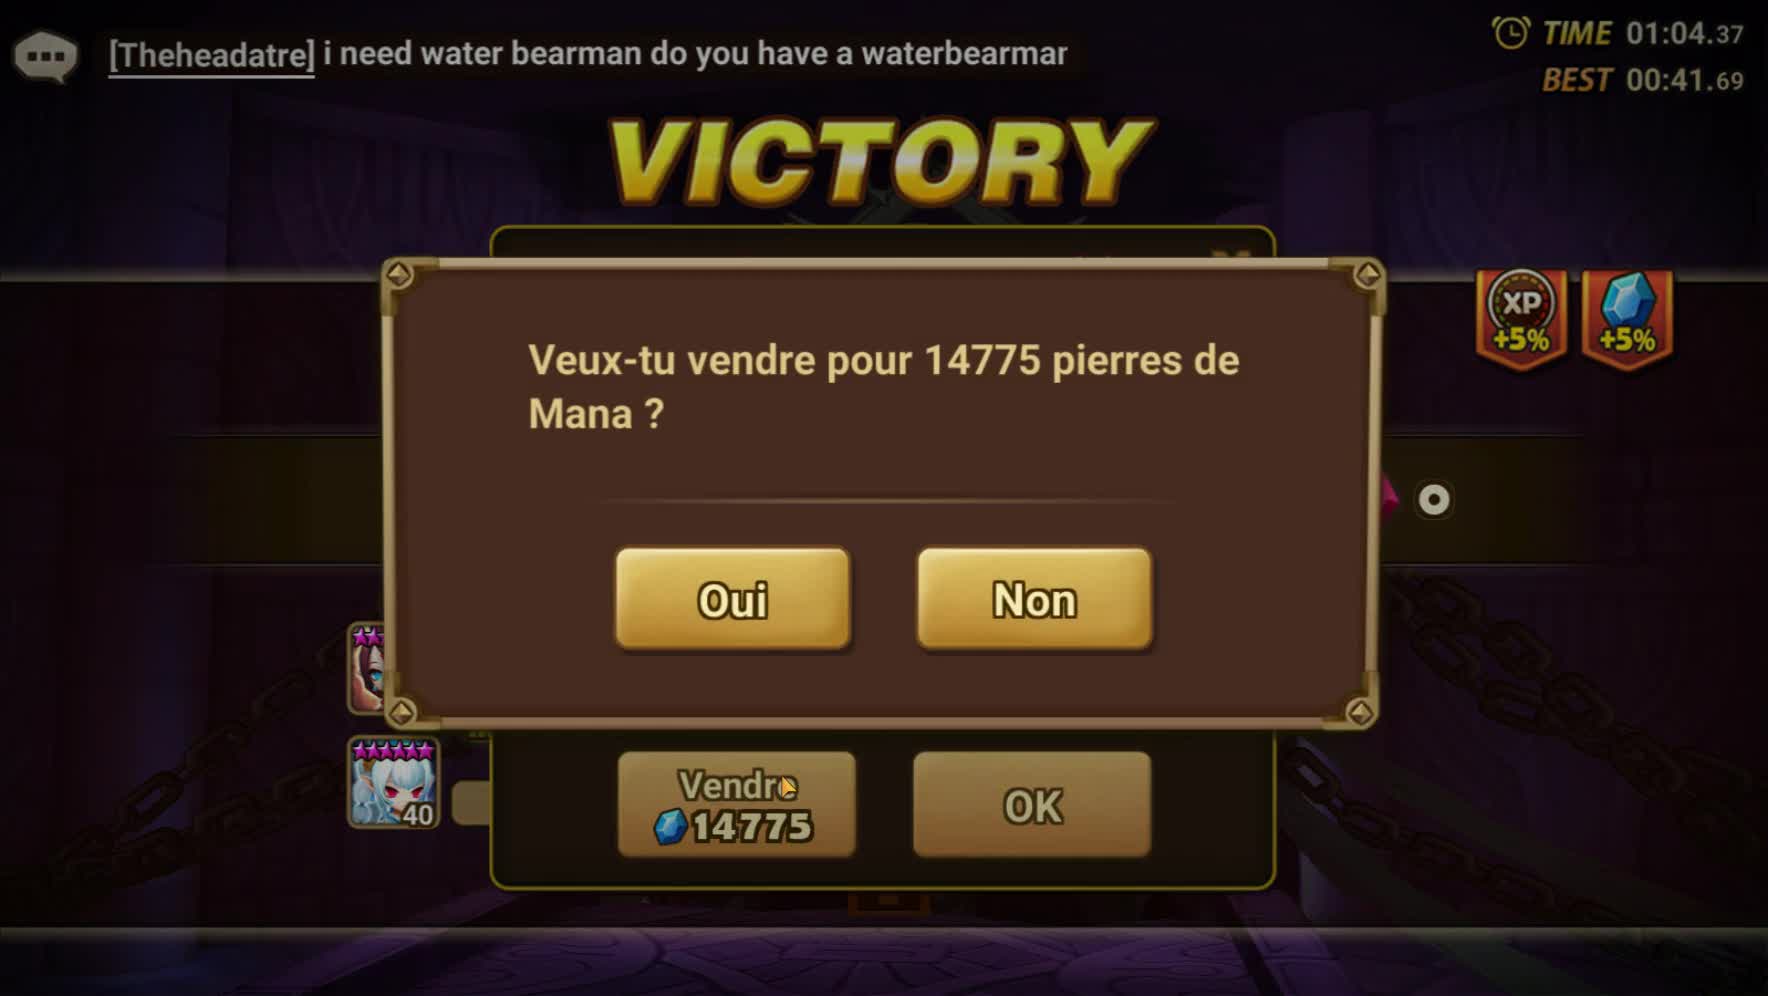 [Theheadatre] i need water bearman do you have a waterbearmar
TIME 01:04.37
BEST 00:41.69
VICTORY
XP
+5%
+5%
Veux-tu vendre pour 14775 pierres de
Mana ?
Oui
Non
40
Vendre
14775
OK